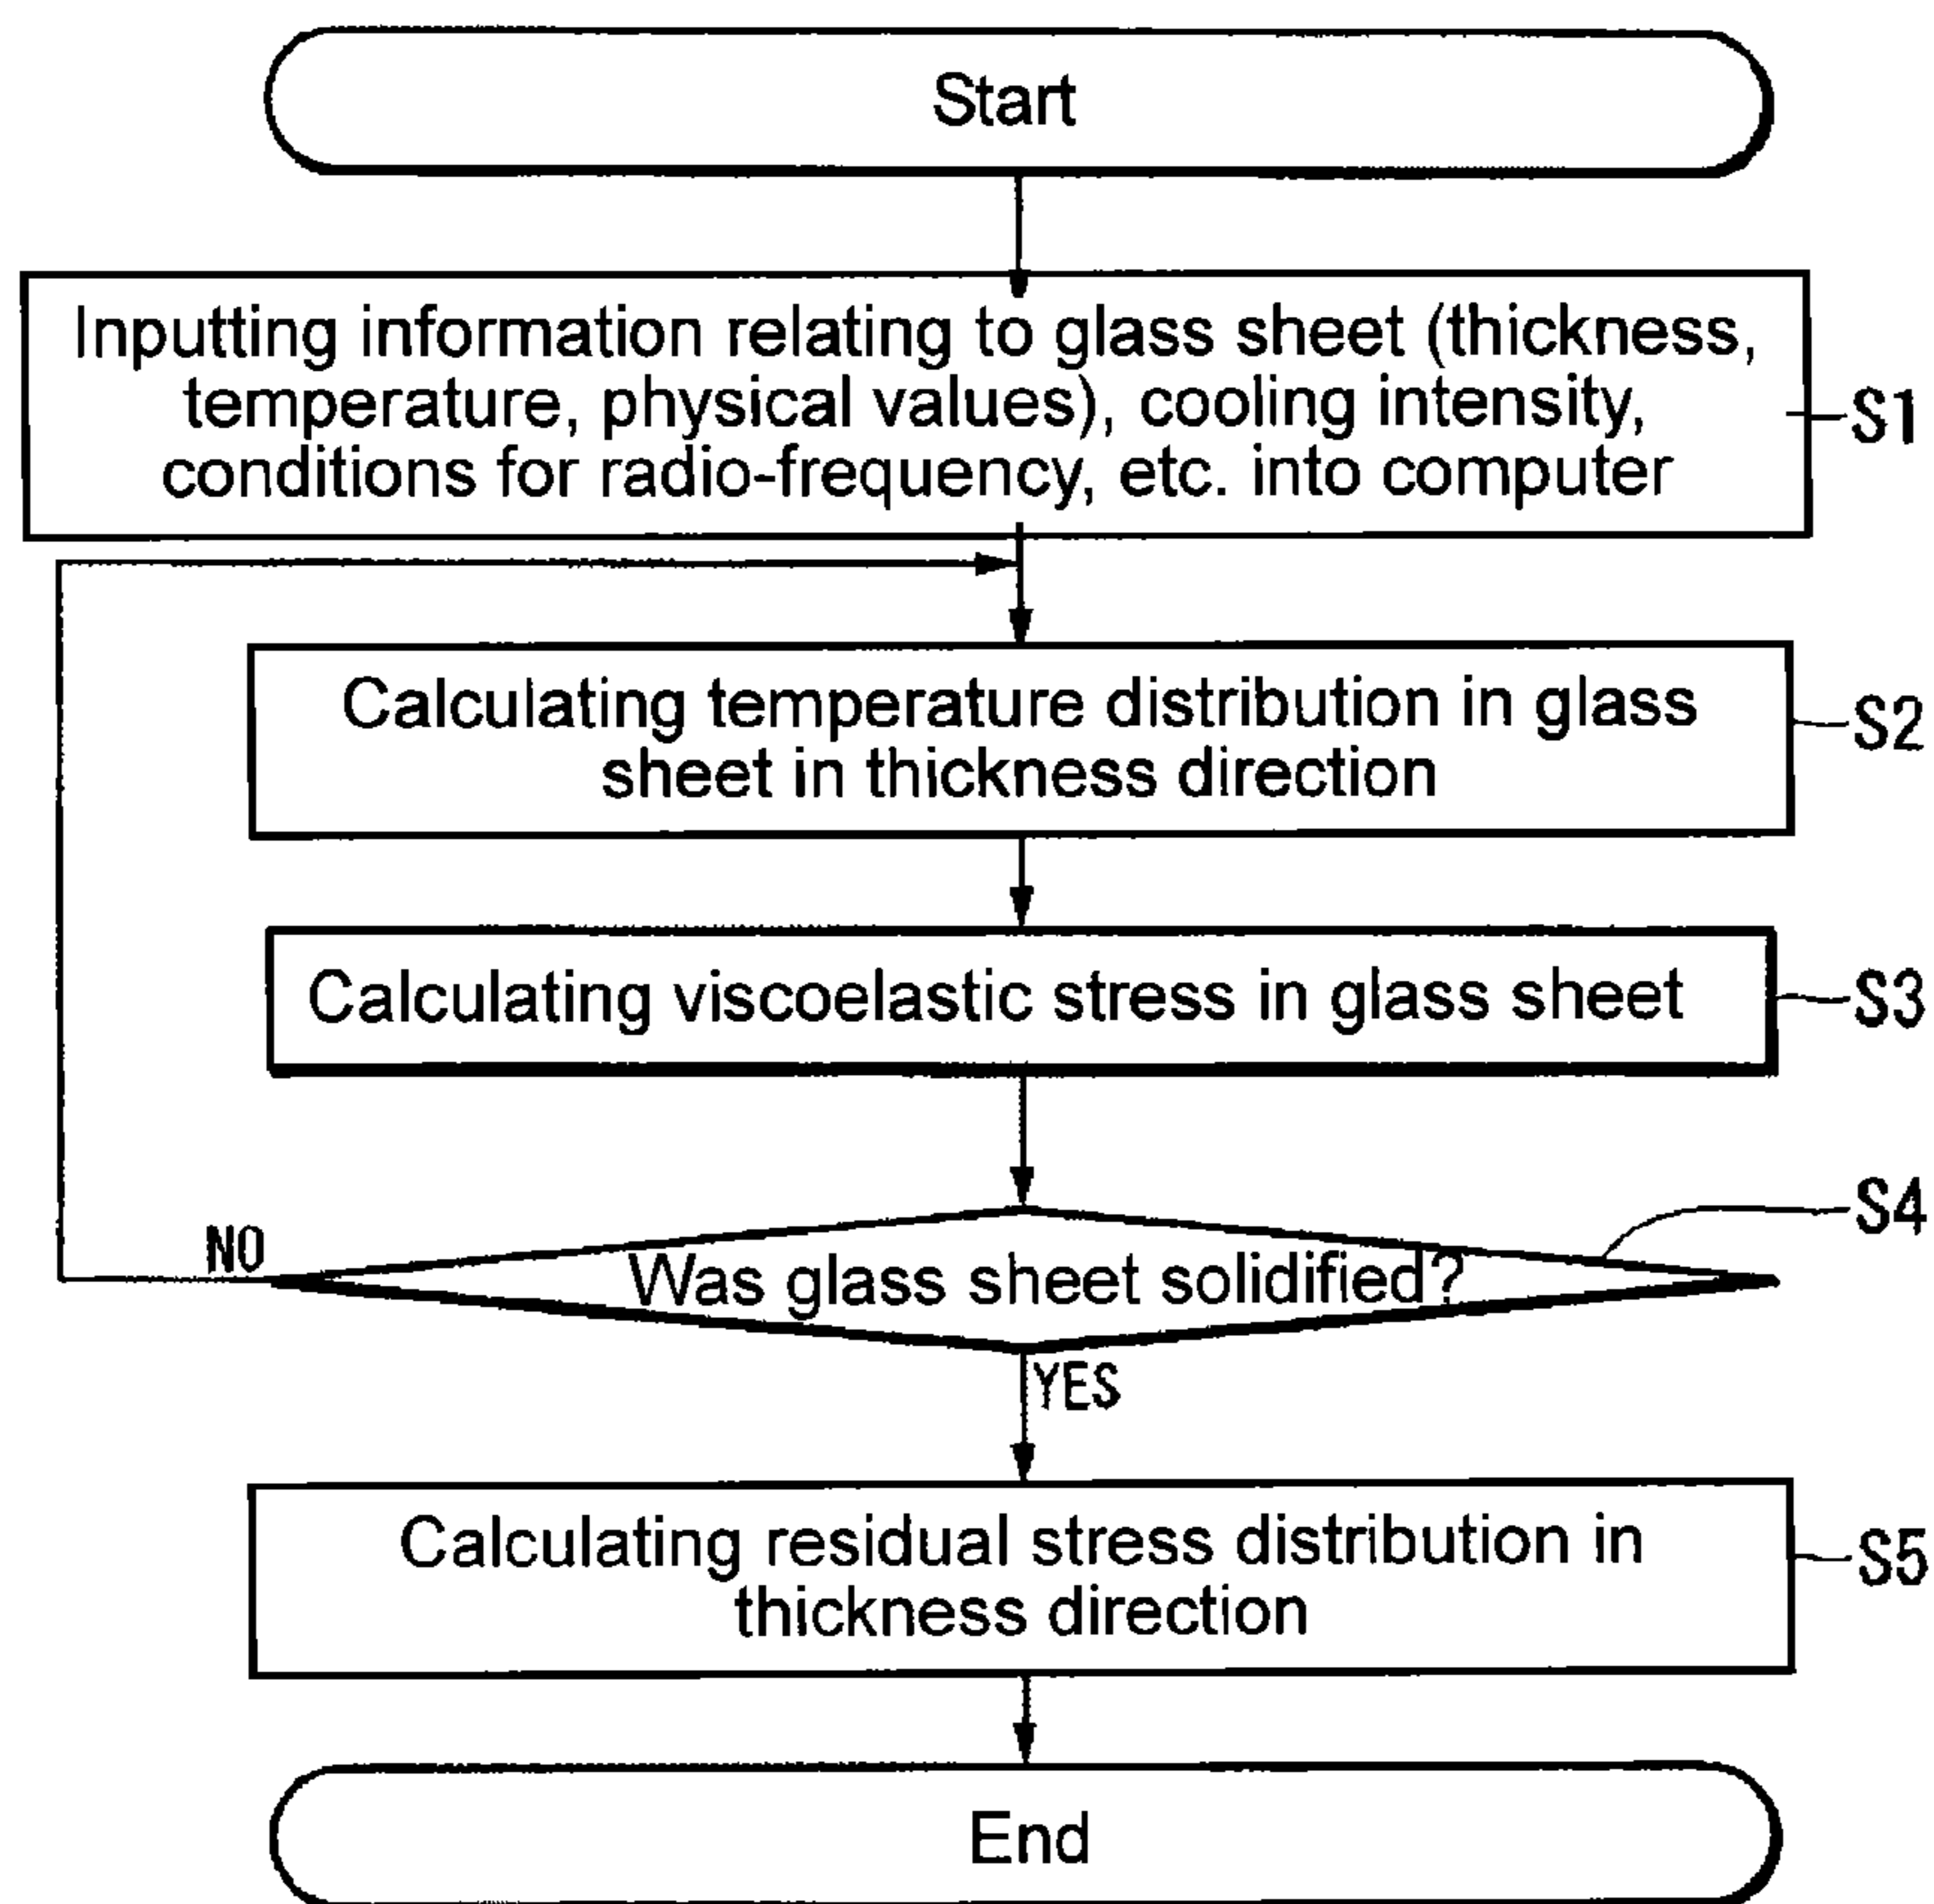 Start
Inputting information relating to glass sheet (thickness,
temperature, physical values), cooling intensity,
conditions for radio-frequency, etc. into computer
S1
Calculating temperature distribution in glass
sheet in thickness direction
S2
Calculating viscoelastic stress in glass sheet
S3
S4
NO
Was glass sheet solidified?
YES
Calculating residual stress distribution in
thickness direction
S5
End